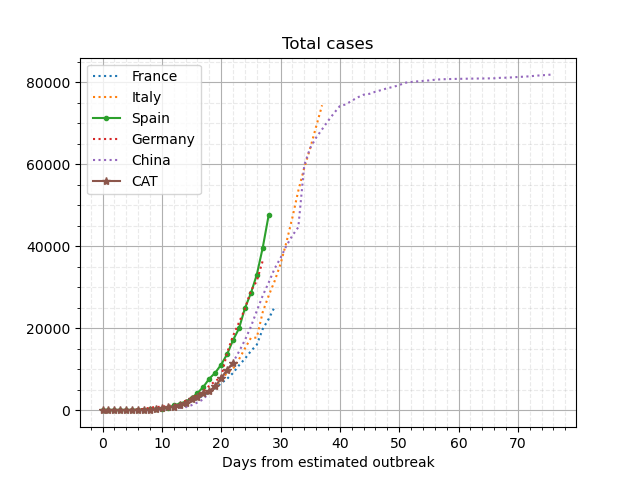 Total cases
France
Italy
Spain
Germany
China
CAT
80000
60000
40000
20000
0
0 10 20 30 40 50 60 70
Days from estimated outbreak